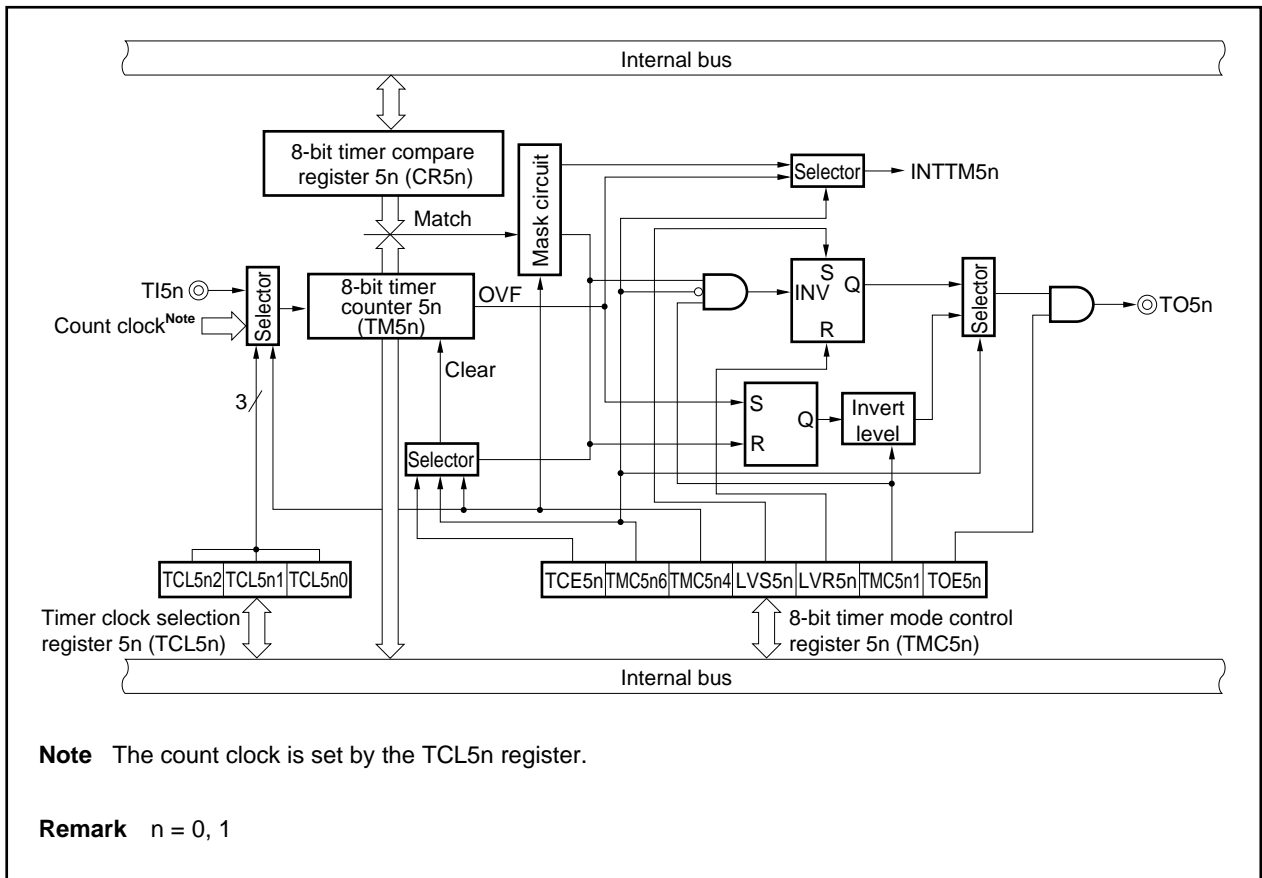 Internal bus
8-bit timer compare
register 5n (CR5n)
Match
Mask circuit
Selector
INTTM5n
TI5n
Count clockNote
Selector
8-bit timer
counter 5n
(TM5n)
OVF
Clear
S
INV
Q
R
Selector
TO5n
3
S
R
Q
Invert
level
Selector
TCL5n2 TCL5n1 TCL5n0
TCE5n TMC5n6 TMC5n4 LVS5n LVR5n TMC5n1 TOE5n
Timer clock selection
register 5n (TCL5n)
8-bit timer mode control
register 5n (TMC5n)
Internal bus
Note The count clock is set by the TCL5n register.
Remark n = 0, 1